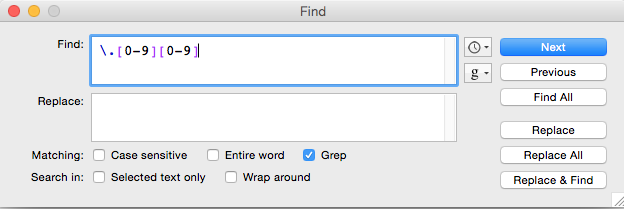 Find
Find: \.[0-9][0-9]
g
Next
Previous
Find All
Replace:
Replace
Matching: Case sensitive Entire word Grep
Replace All
Search in: Selected text only Wrap around
Replace & Find